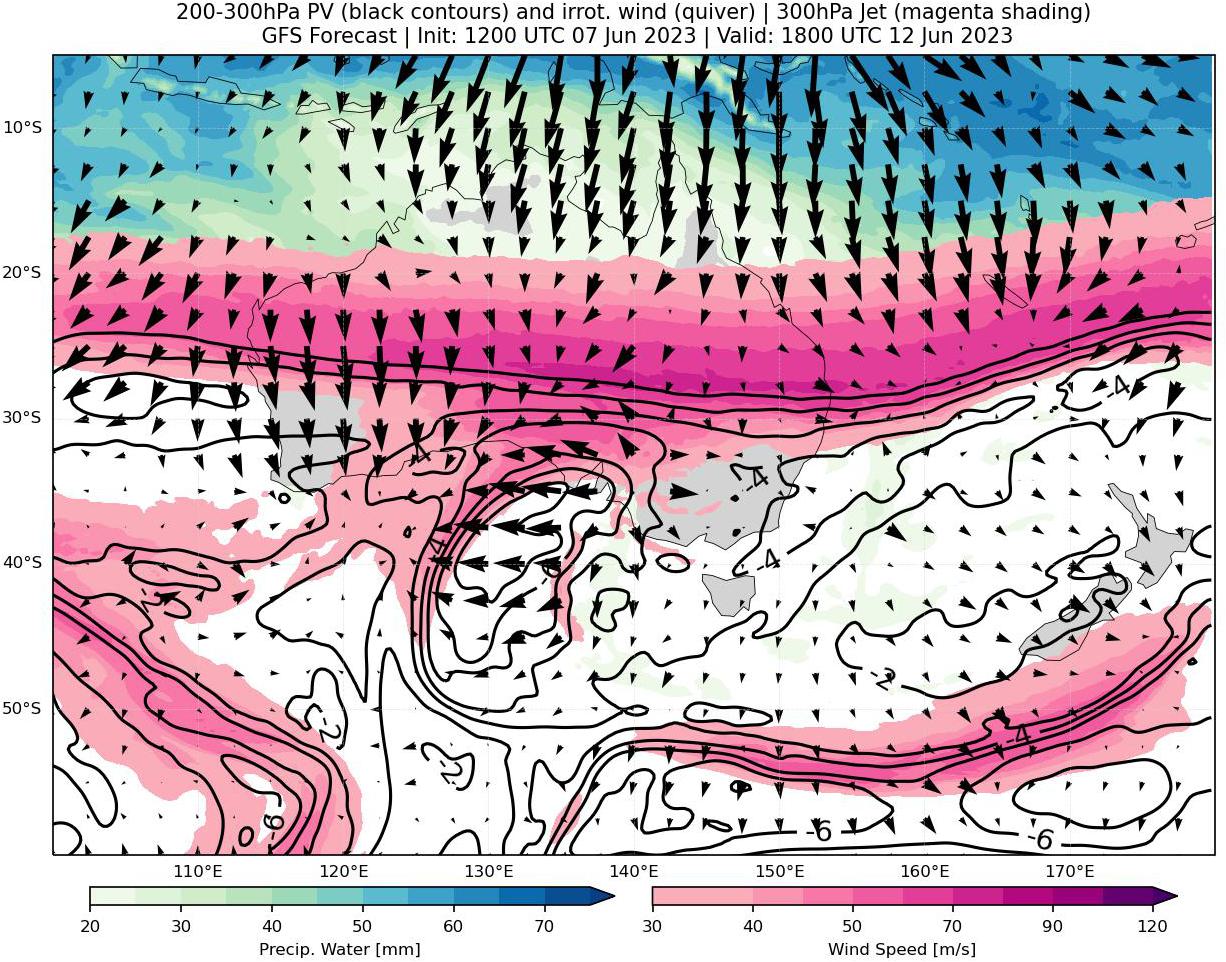 200-300hPa PV (black contours) and irrot. wind (quiver) | 300hPa Jet (magenta shading)
GFS Forecast | Init: 1200 UTC 07 Jun 2023 | Valid: 1800 UTC 12 Jun 2023
10°S
20°S
30°S
40°S
50°S
-4
-4
-4
-4
-4
-6
-2
-2
-2
-2
-4
-6
-6
-6
110°E 120°E 130°E 140°E 150°E 160°E 170°E
20 30 40 50 60 70
Precip. Water [mm]
30 40 50 70 90 120
Wind Speed [m/s]